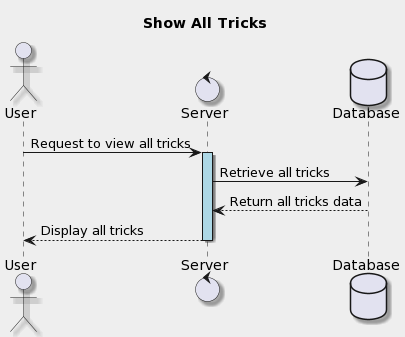 Show All Tricks
User
Server
Database
Request to view all tricks
Retrieve all tricks
Return all tricks data
Display all tricks
User
Server
Database